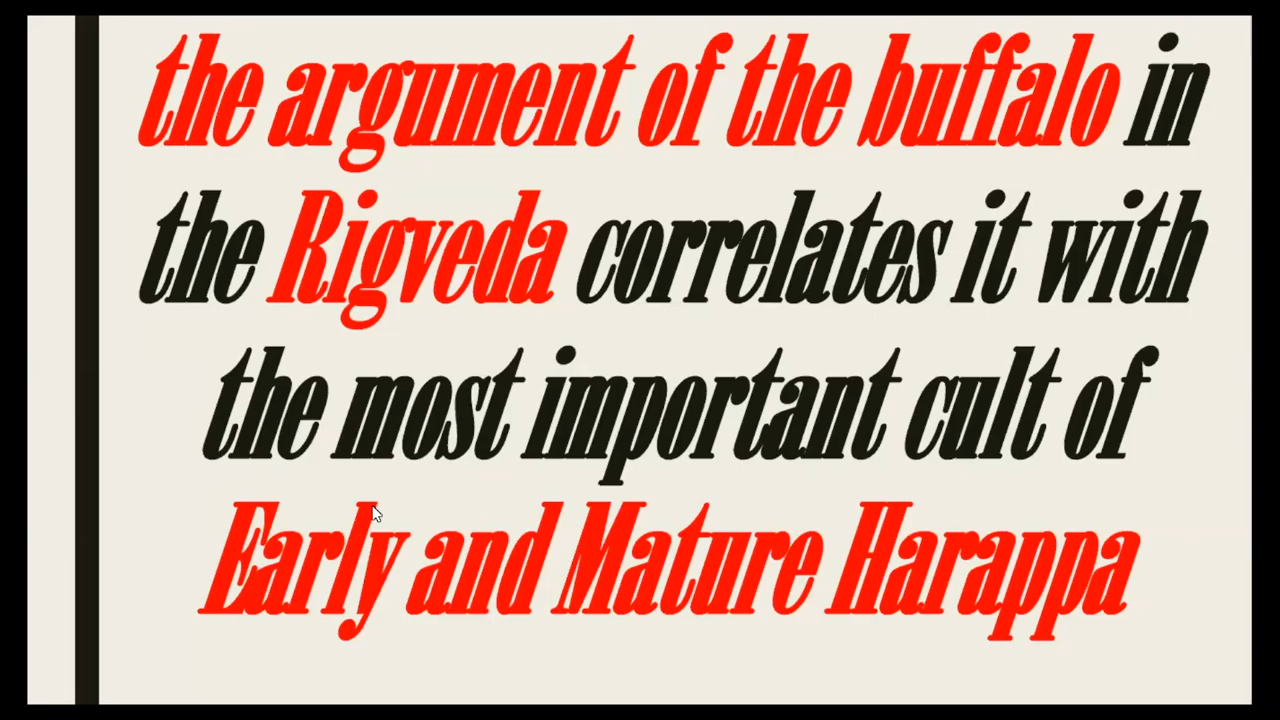 the argument of the buffalo in
the Rigveda correlates it with
the most important cult of
Early and Mature Harappa